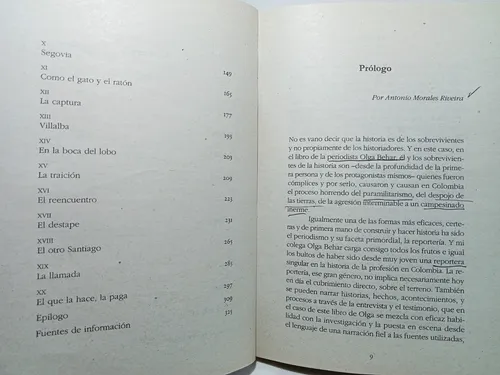 X
Segovia
XI
Como el gato y el ratón 149
XII
La captura 165
XIII
Villalba 177
XIV
En la boca del lobo 195
XV
La traición 209
XVI
El reencuentro 223
XVII
El destape 231
XVIII
El otro Santiago 265
XIX
La llamada
XX 297
El que la hace, la paga 309
Epílogo 321
Fuentes de información
Prólogo
Por Antonio Morales Riveira
No es vano decir que la historia es de los sobrevivientes
y no propiamente de los historiadores. Y en este caso, en
el libro de la periodista Olga Behar, él y los sobrevivientes
de la historia son –desde la profundidad de la prime-
ra persona y de los protagonistas mismos– quienes fueron
cómplices y por serlo, causaron y causan en Colombia
el proceso horrendo del paramilitarismo, del despojo de
las tierras, de la agresión interminable a un campesinado
inerme.
Igualmente una de las formas más eficaces, certe-
ras y de primera mano de construir y hacer historia ha sido
el periodismo y su faceta primordial, la reportería. Y mi
colega Olga Behar carga consigo todos los frutos e igual
los bultos de haber sido desde muy joven una reportera
singular en la historia de la profesión en Colombia. La re-
portería, ese gran género, no implica necesariamente hoy
en día el cubrimiento directo, sobre el terreno. También
se pueden narrar historias, hechos, acontecimientos, y
procesos a través de la entrevista y el testimonio, que en
el caso de este libro de Olga se mezcla con eficaz habili-
dad con la investigación y la puesta en escena desde
el lenguaje de una narración fiel a las fuentes utilizadas,
9